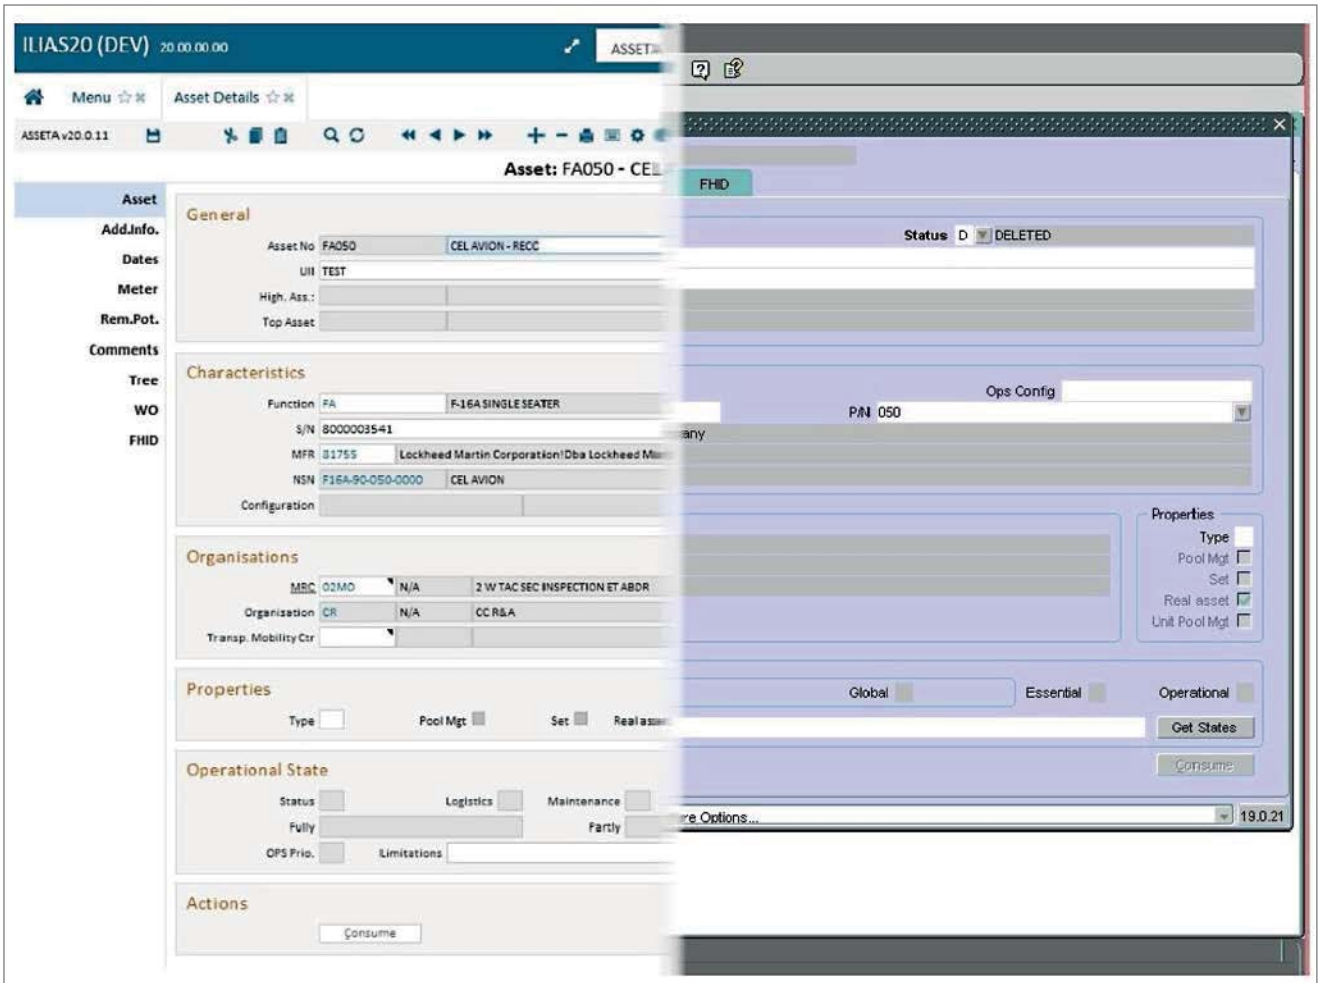 ILIAS20 (DEV) 20.00.00.00
ASSETA
Menu
Asset Details
ASSETA v20.0.11
Asset: FA050 - CEL
FHID
Asset
Add.Info.
Dates
Meter
Rem.Pot.
Comments
Tree
WO
FHID
General
Asset No FA050 CEL AVION - RECC
Status D DELETED
UII TEST
High. Ass.:
Top Asset
Characteristics
Ops Config
Function FA F-16A SINGLE SEATER
P/N 050
S/N 8000003541
any
MFR 81755 Lockheed Martin Corporation!Dba Lockheed Ma
NSN F16A-90-050-0000 CEL AVION
Configuration
Organisations
MRC 02MO N/A 2 W TAC SEC INSPECTION ET ABDR
Organization CR N/A CC R&A
Transp. Mobility Ctr
Properties
Type
Pool Mgt
Set
Real asset
Unit Pool Mgt
Properties
Type Pool Mgt Set Real asse
Global Essential Operational
Get States
Consume
Operational State
Status Logistics Maintenance
Fully Partly
re Options... 19.0.21
OPS Prio. Limitations
Actions
Consume